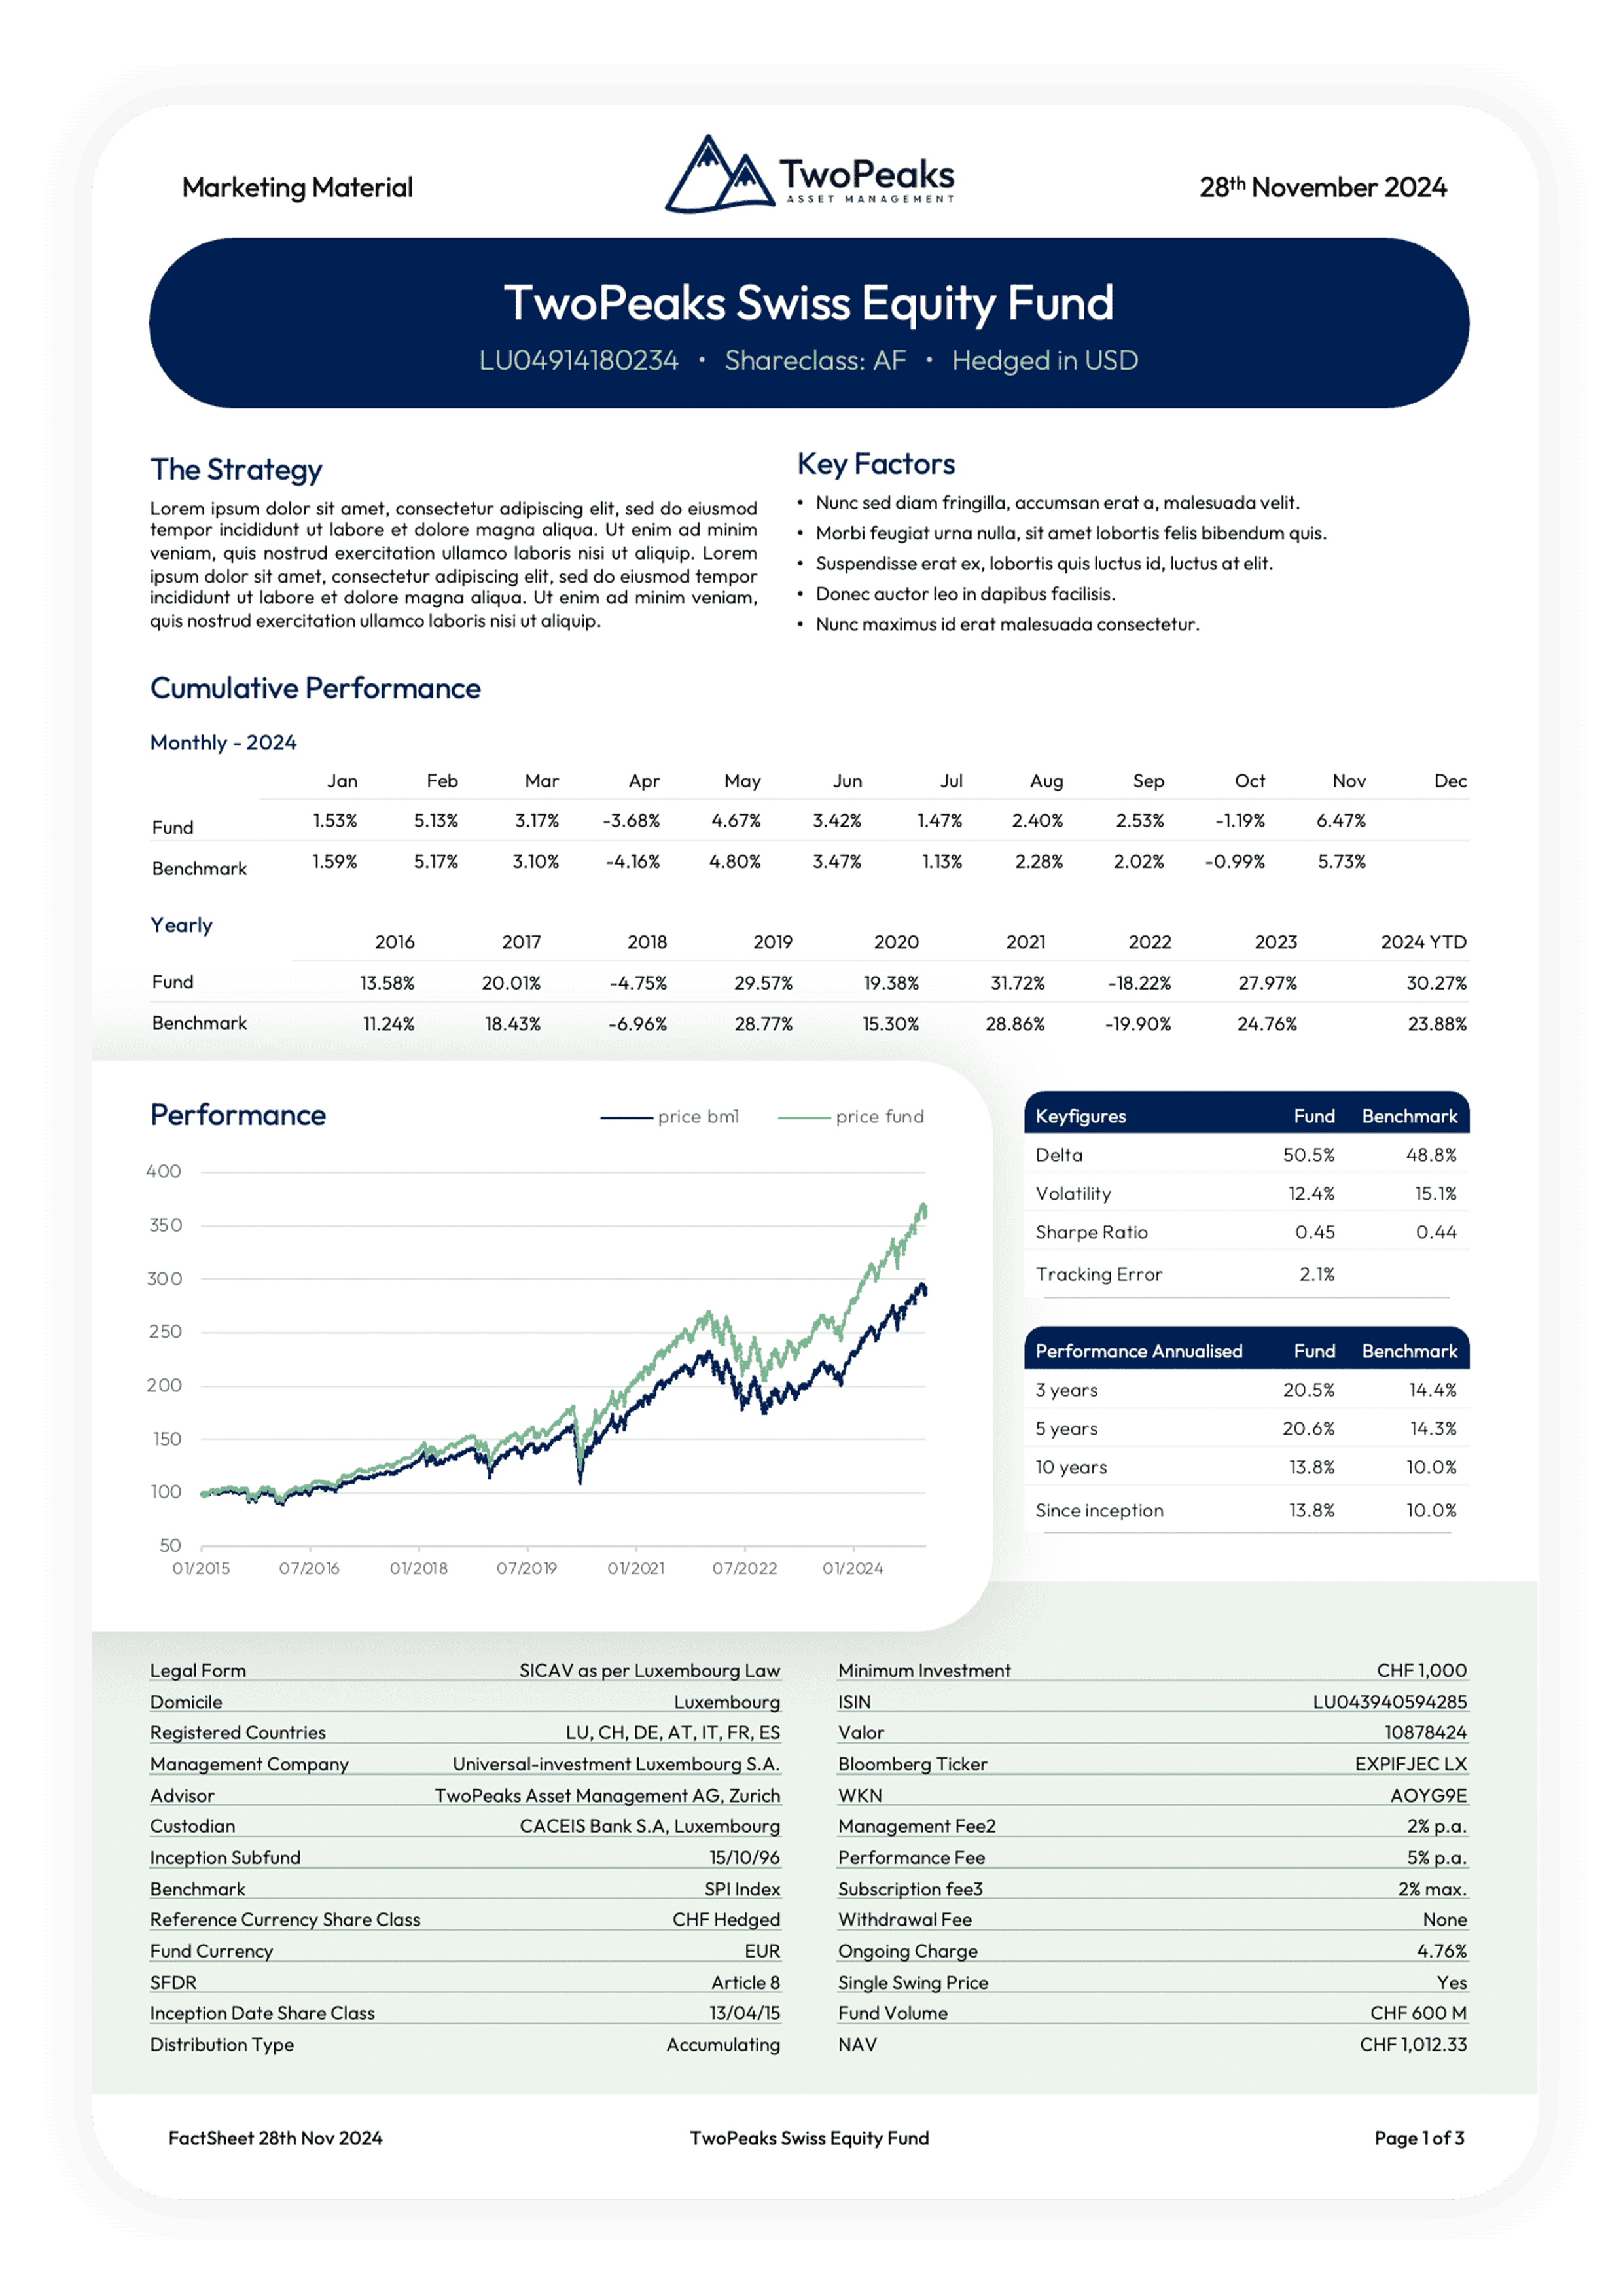 Marketing Material
TwoPeaks
ASSET MANAGEMENT
28th November 2024
TwoPeaks Swiss Equity Fund
LU04914180234 • Shareclass: AF • Hedged in USD
The Strategy
Lorem ipsum dolor sit amet, consectetur adipiscing elit, sed do eiusmod
tempor incididunt ut labore et dolore magna aliqua. Ut enim ad minim
veniam, quis nostrud exercitation ullamco laboris nisi ut aliquip. Lorem
ipsum dolor sit amet, consectetur adipiscing elit, sed do eiusmod tempor
incididunt ut labore et dolore magna aliqua. Ut enim ad minim veniam,
quis nostrud exercitation ullamco laboris nisi ut aliquip.
Key Factors
• Nunc sed diam fringilla, accumsan erat a, malesuada velit.
• Morbi feugiat urna nulla, sit amet lobortis felis bibendum quis.
• Suspendisse erat ex, lobortis quis luctus id, luctus at elit.
• Donec auctor leo in dapibus facilisis.
• Nunc maximus id erat malesuada consectetur.
Cumulative Performance
Monthly - 2024
Jan Feb Mar Apr May Jun Jul Aug Sep Oct Nov Dec
Fund 1.53% 5.13% 3.17% -3.68% 4.67% 3.42% 1.47% 2.40% 2.53% -1.19% 6.47%
Benchmark 1.59% 5.17% 3.10% -4.16% 4.80% 3.47% 1.13% 2.28% 2.02% -0.99% 5.73%
Yearly
2016 2017 2018 2019 2020 2021 2022 2023 2024 YTD
Fund 13.58% 20.01% -4.75% 29.57% 19.38% 31.72% -18.22% 27.97% 30.27%
Benchmark 11.24% 18.43% -6.96% 28.77% 15.30% 28.86% -19.90% 24.76% 23.88%
Performance
price bm1 price fund
400
350
300
250
200
150
100
50
01/2015 07/2016 01/2018 07/2019 01/2021 07/2022 01/2024
Keyfigures Fund Benchmark
Delta 50.5% 48.8%
Volatility 12.4% 15.1%
Sharpe Ratio 0.45 0.44
Tracking Error 2.1%
Performance Annualised Fund Benchmark
3 years 20.5% 14.4%
5 years 20.6% 14.3%
10 years 13.8% 10.0%
Since inception 13.8% 10.0%
Legal Form SICAV as per Luxembourg Law
Domicile Luxembourg
Registered Countries LU, CH, DE, AT, IT, FR, ES
Management Company Universal-investment Luxembourg S.A.
Advisor TwoPeaks Asset Management AG, Zurich
Custodian CACEIS Bank S.A, Luxembourg
Inception Subfund 15/10/96
Benchmark SPI Index
Reference Currency Share Class CHF Hedged
Fund Currency EUR
SFDR Article 8
Inception Date Share Class 13/04/15
Distribution Type Accumulating
Minimum Investment CHF 1,000
ISIN LU043940594285
Valor 10878424
Bloomberg Ticker EXPIFJEC LX
WKN AOYG9E
Management Fee2 2% p.a.
Performance Fee 5% p.a.
Subscription fee3 2% max.
Withdrawal Fee None
Ongoing Charge 4.76%
Single Swing Price Yes
Fund Volume CHF 600 M
NAV CHF 1,012.33
FactSheet 28th Nov 2024
TwoPeaks Swiss Equity Fund
Page 1 of 3